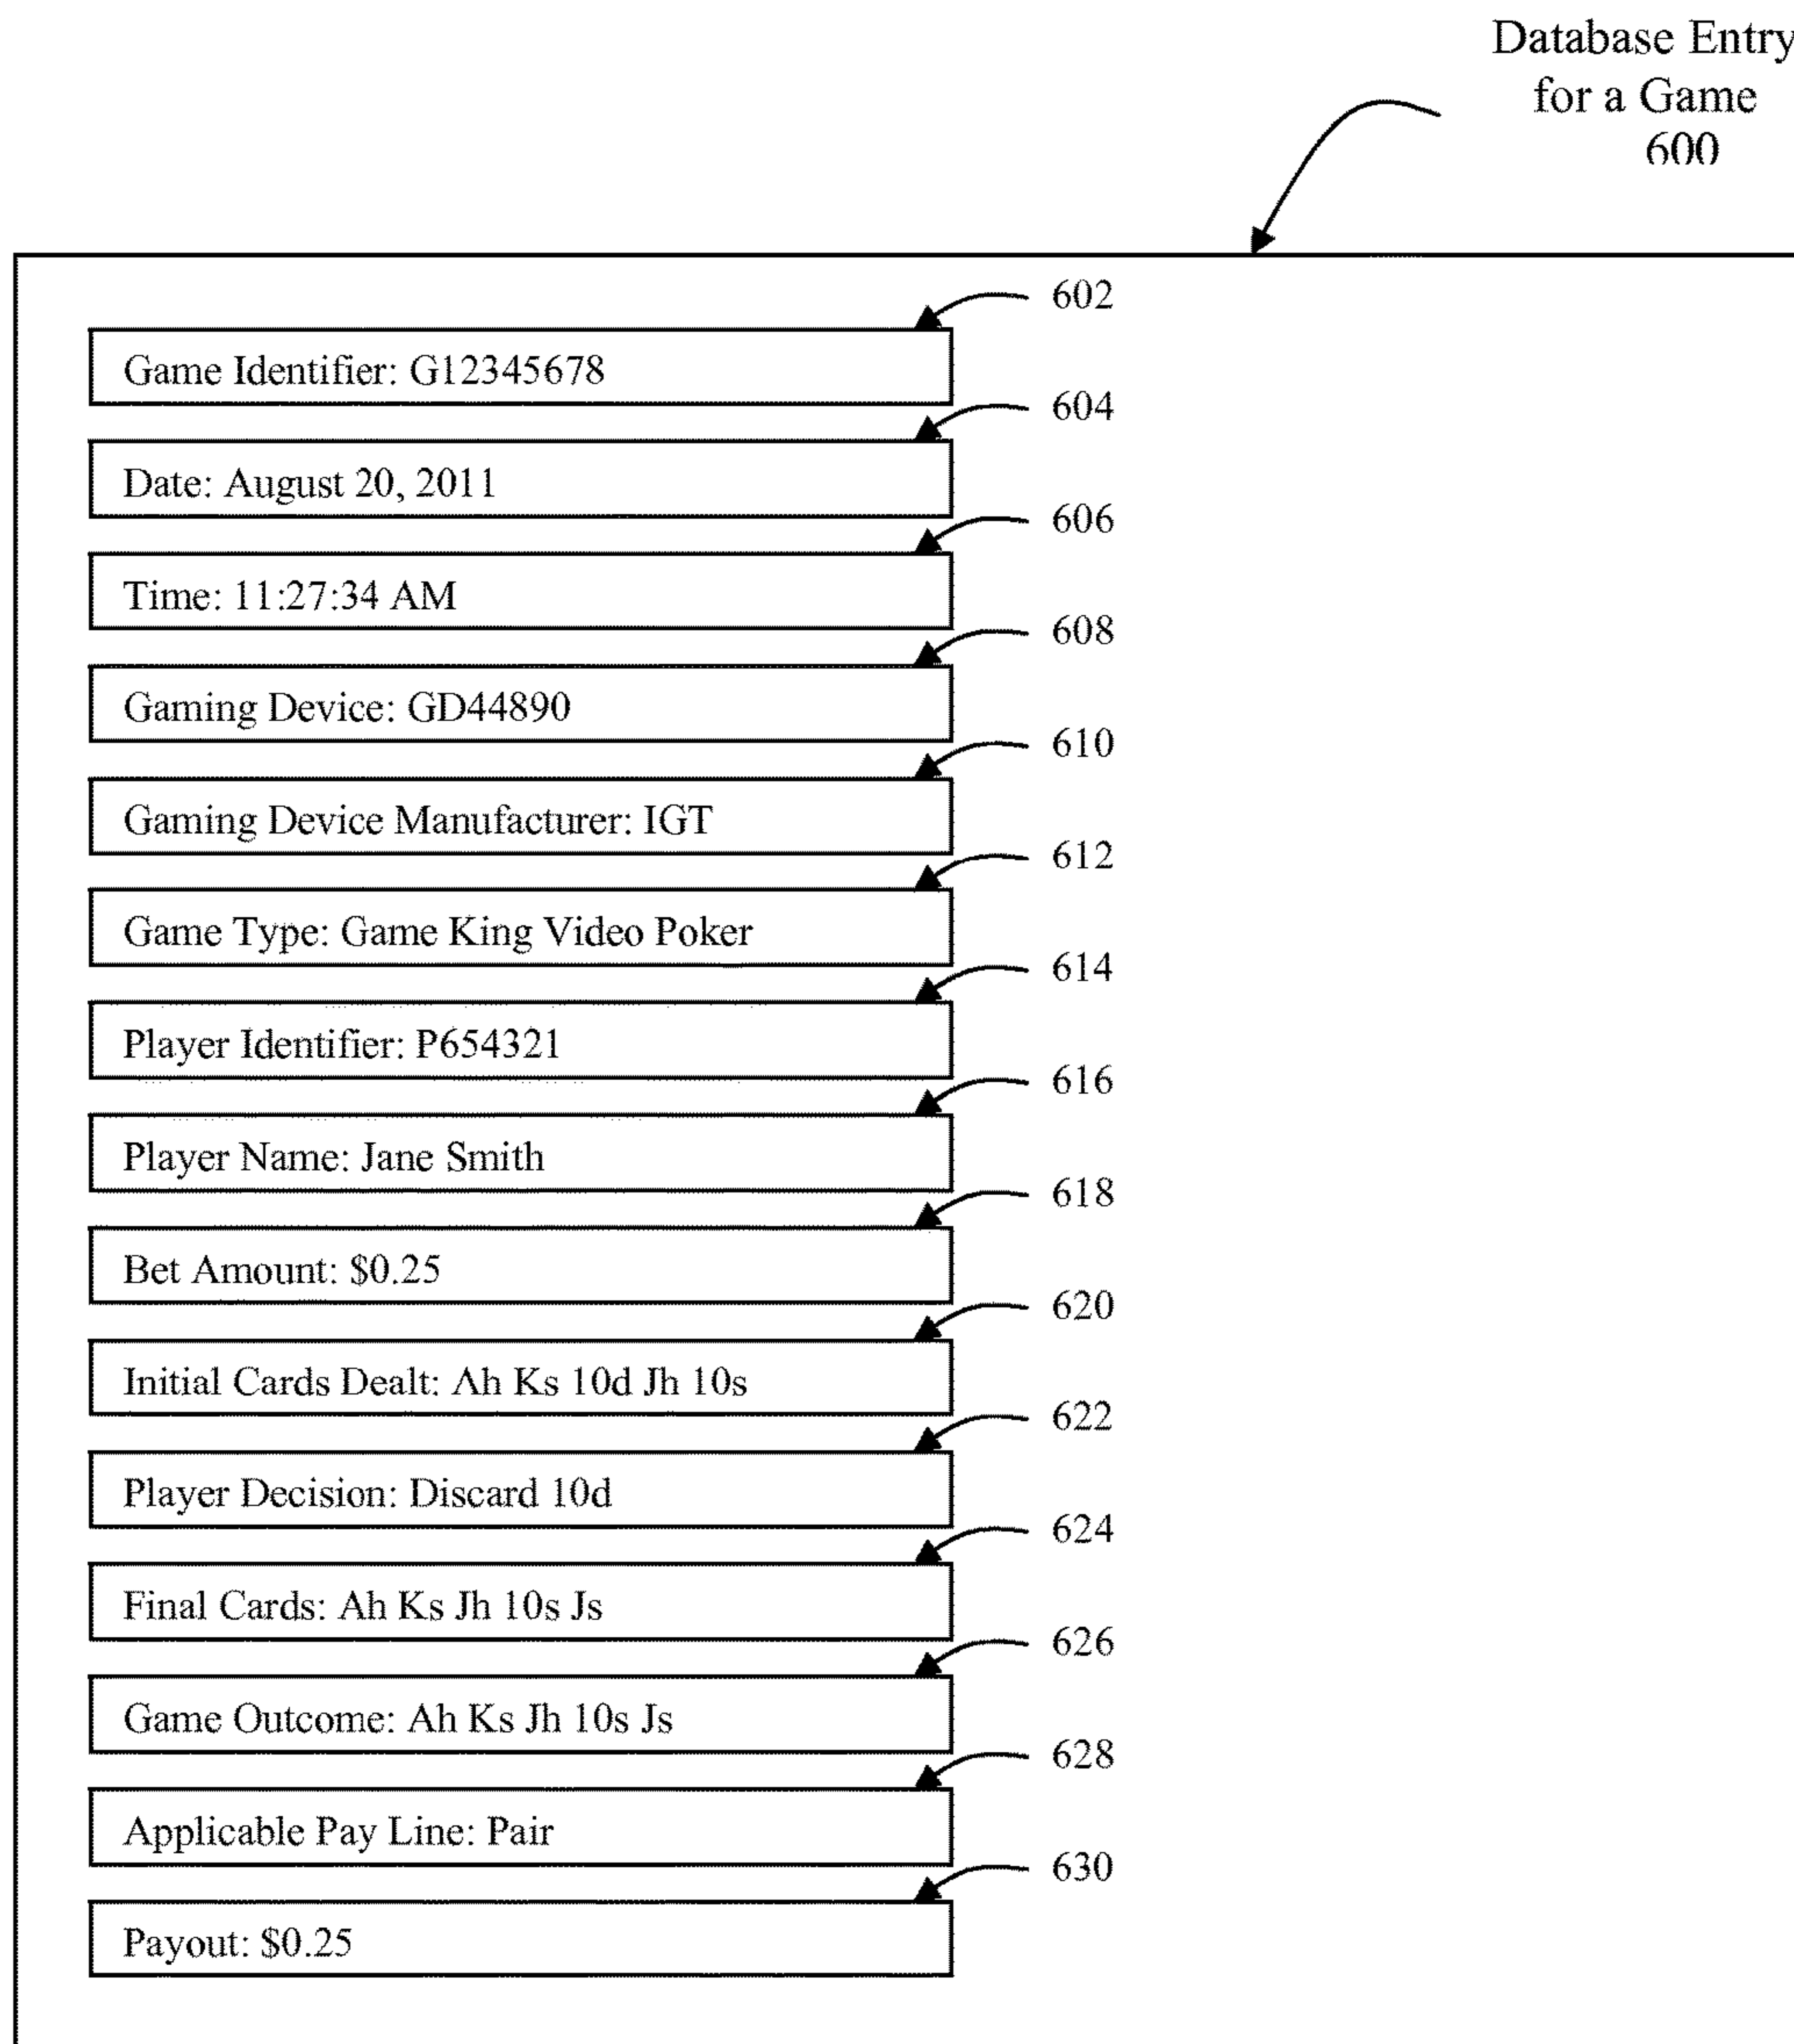 Database Entry
for a Game
600
602
Game Identifier: G12345678
604
Date: August 20, 2011
606
Time: 11:27:34 AM
608
Gaming Device: GD44890
610
Gaming Device Manufacturer: IGT
612
Game Type: Game King Video Poker
614
Player Identifier: P654321
616
Player Name: Jane Smith
618
Bet Amount: $0.25
620
Initial Cards Dealt: Ah Ks 10d Jh 10s
622
Player Decision: Discard 10d
624
Final Cards: Ah Ks Jh 10s Js
626
Game Outcome: Ah Ks Jh 10s Js
628
Applicable Pay Line: Pair
630
Payout: $0.25